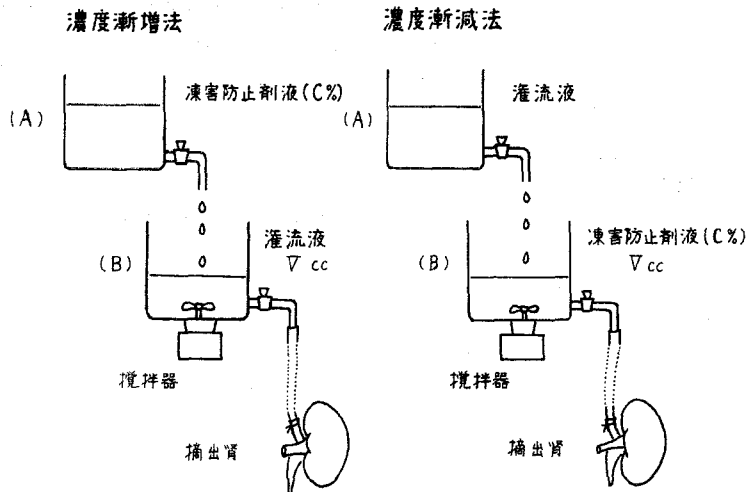 濃度漸増法
(A)
凍害防止剤液(C%)
(B)
灌流液
▽ cc
攪拌器
摘出腎
濃度漸減法
(A)
灌流液
(B)
凍害防止剤液(C%)
▽ cc
攪拌器
摘出腎